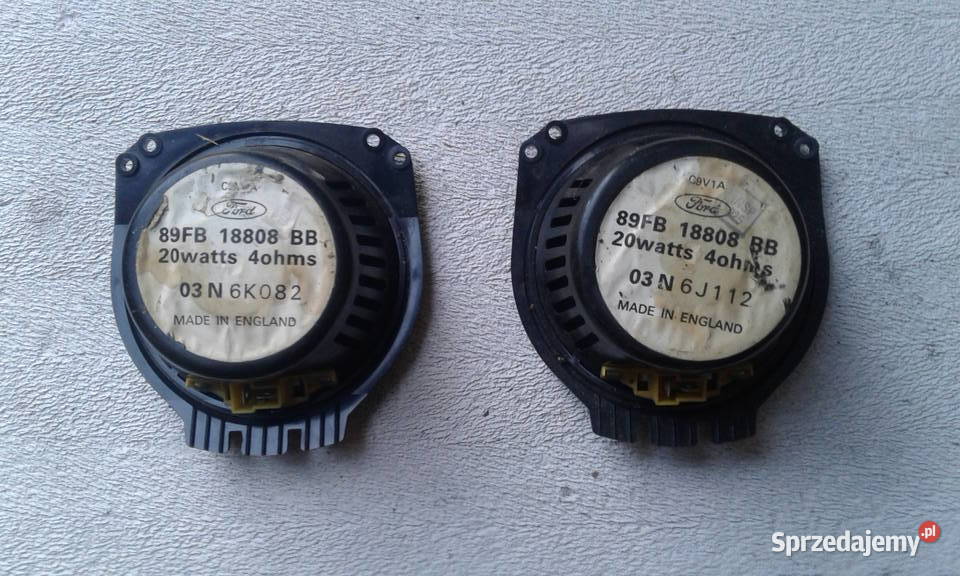 Ford
89FB 18808 BB
20watts 4ohms
03 N 6K082
MADE IN ENGLAND
C9V1A
Ford
89FB 18808 BB
20watts 4ohms
03 N 6J112
MADE IN ENGLAND
Sprzedajemy.pl